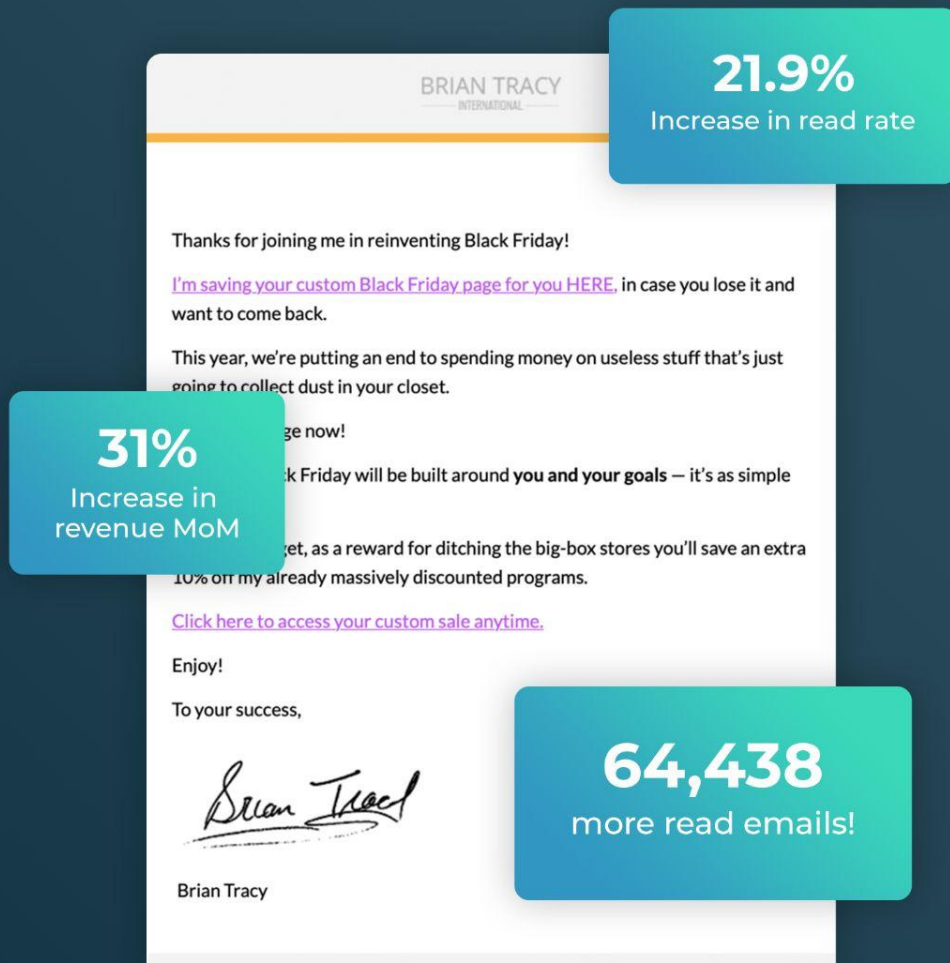 BRIAN TRACY
INTERNATIONAL
21.9%
Increase in read rate
Thanks for joining me in reinventing Black Friday!
I'm saving your custom Black Friday page for you HERE, in case you lose it and
want to come back.
This year, we're putting an end to spending money on useless stuff that's just
going to collect dust in your closet.
31%
Increase in
revenue MoM
now!
Friday will be built around you and your goals — it's as simple
as a reward for ditching the big-box stores you'll save an extra
10% off my already massively discounted programs.
Click here to access your custom sale anytime.
Enjoy!
To your success,
Brian Tracy
64,438
more read emails!
Brian Tracy